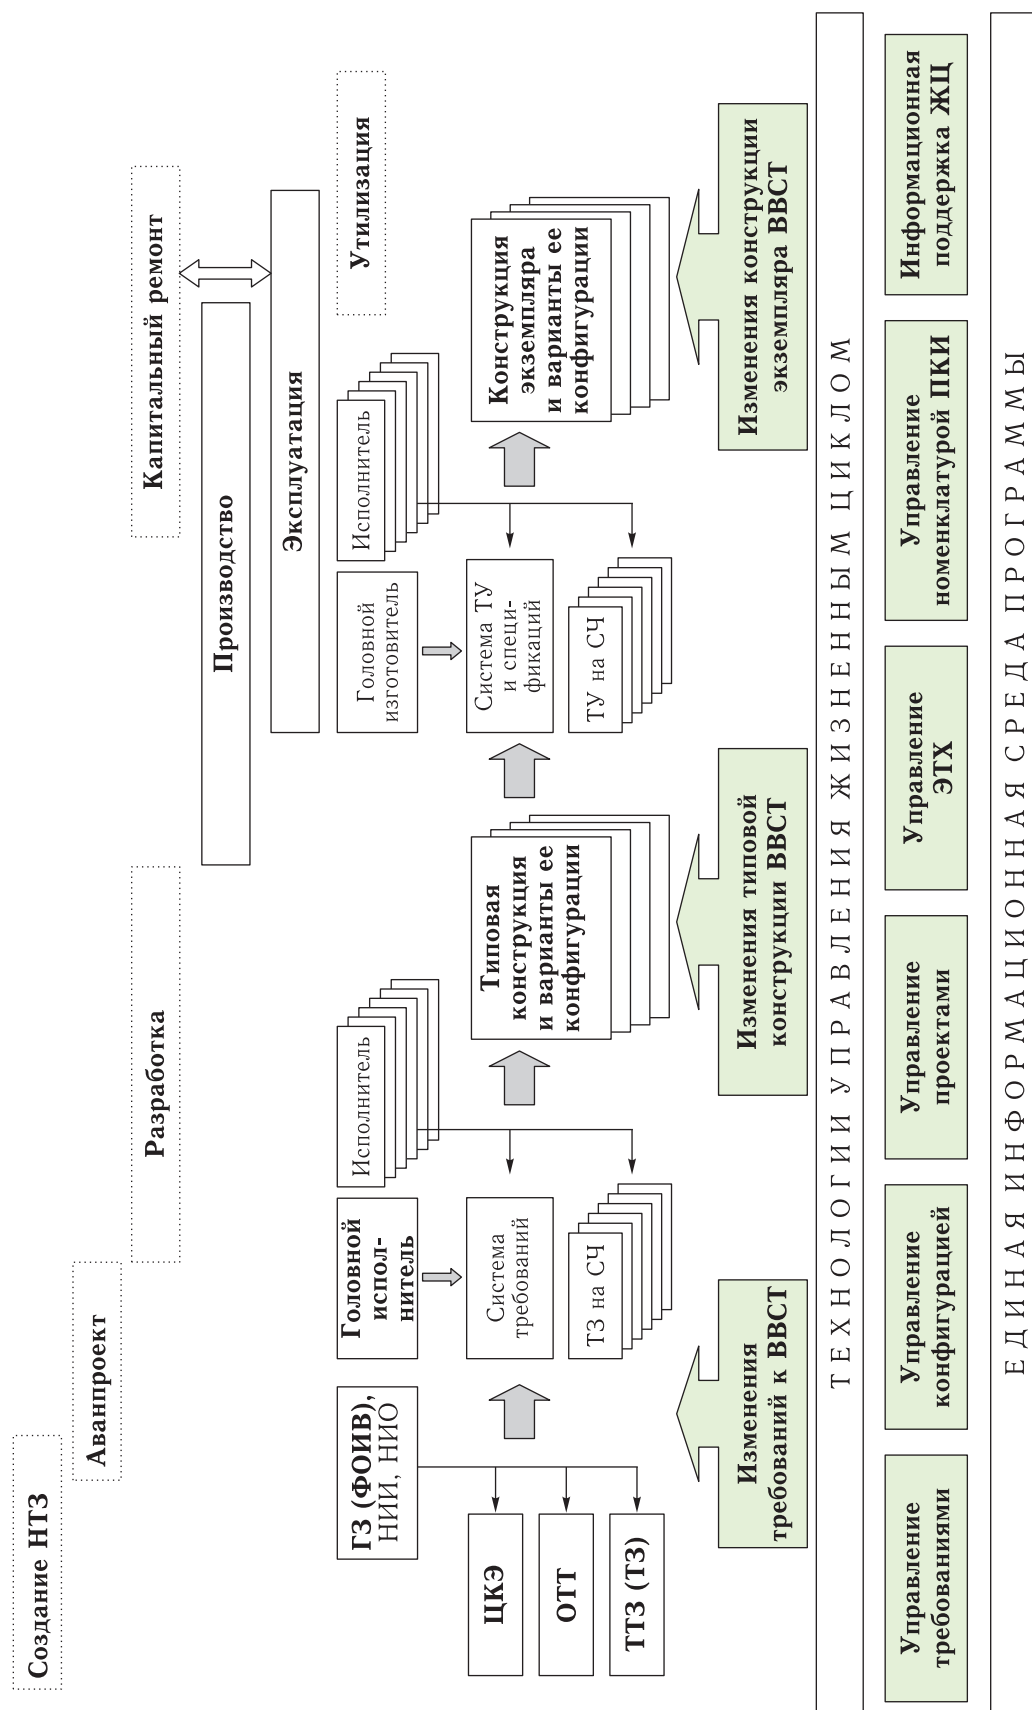 Создание НТЗ
Аванпроект
Разработка
Капитальный ремонт
Производство
Эксплуатация
Утилизация
ГЗ (ФОИВ),
НИИ, НИО
Головной
испол-
нитель
Исполнитель
Головной
изготовитель
Исполнитель
ЦКЭ
ОТТ
ТТЗ (ТЗ)
Система
требований
ТЗ на СЧ
Типовая
конструкция
и варианты ее
конфигурации
Система ТУ
и специ-
фикаций
ТУ на СЧ
Конструкция
экземпляра
и варианты ее
конфигурации
Изменения
требований к ВВСТ
Изменения типовой
конструкции ВВСТ
Изменения конструкции
экземпляра ВВСТ
ТЕХНОЛОГИИ УПРАВЛЕНИЯ ЖИЗНЕННЫМ ЦИКЛОМ
Управление
требованиями
Управление
конфигурацией
Управление
проектами
Управление
ЭТХ
Управление
номенклатурой ПКИ
Информационная
поддержка ЖЦ
ЕДИНАЯ ИНФОРМАЦИОННАЯ СРЕДА ПРОГРАММЫ